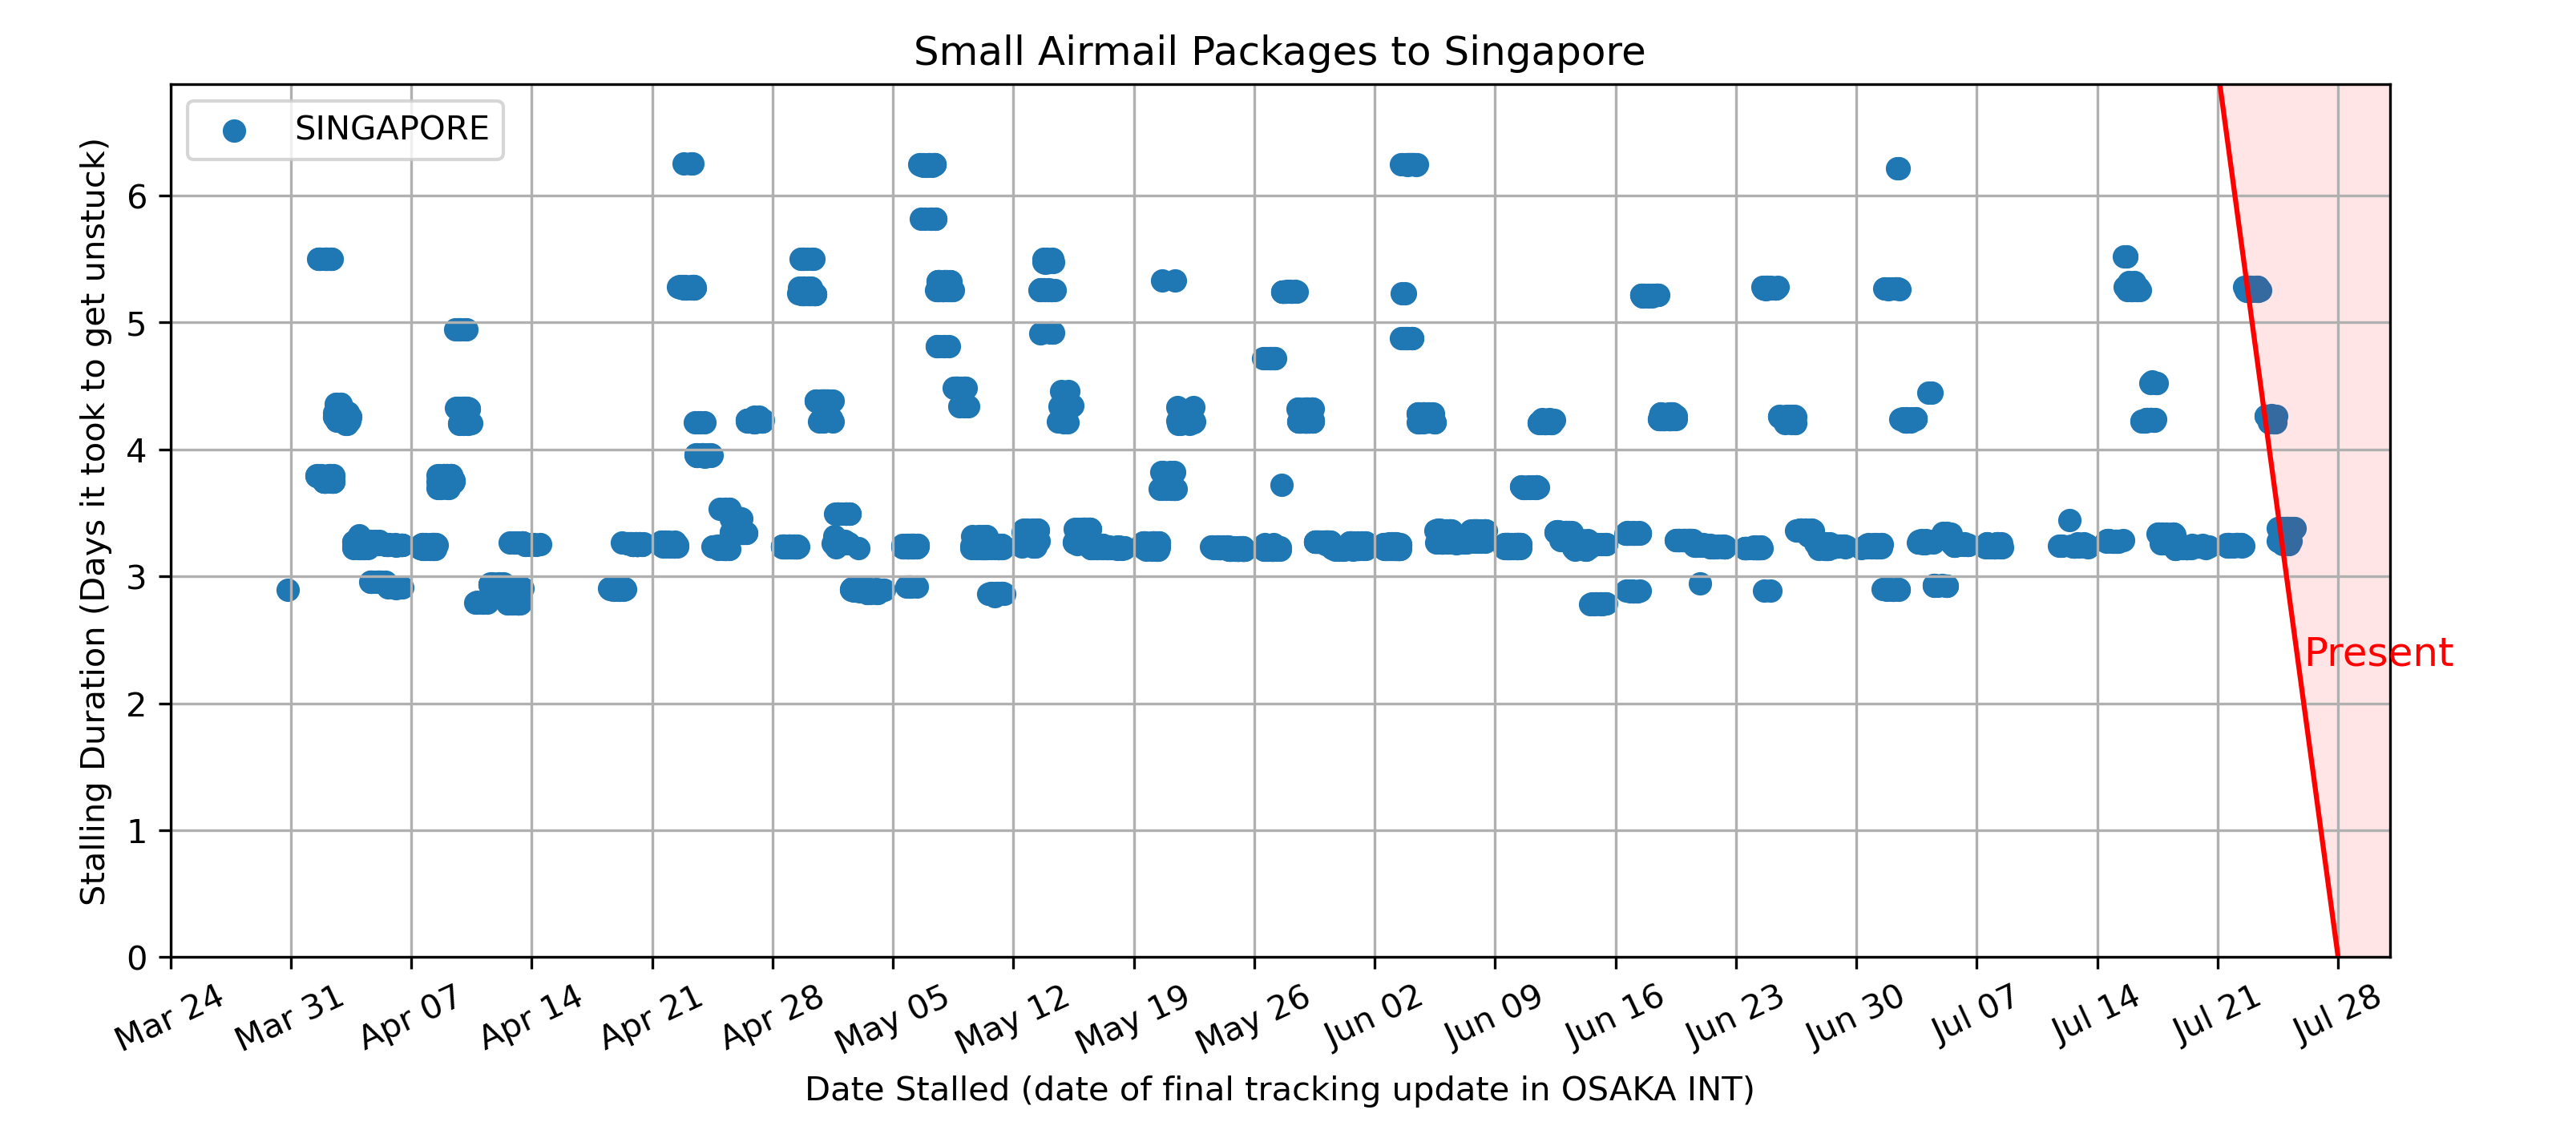 Small Airmail Packages to Singapore
SINGAPORE
Stalling Duration (Days it took to get unstuck)
6
5
4
3
2
1
0
Present
Mar 24
Mar 31
Apr 07
Apr 14
Apr 21
Apr 28
May 05
May 12
May 19
May 26
Jun 02
Jun 09
Jun 16
Jun 23
Jun 30
Jul 07
Jul 14
Jul 21
Jul 28
Date Stalled (date of final tracking update in OSAKA INT)